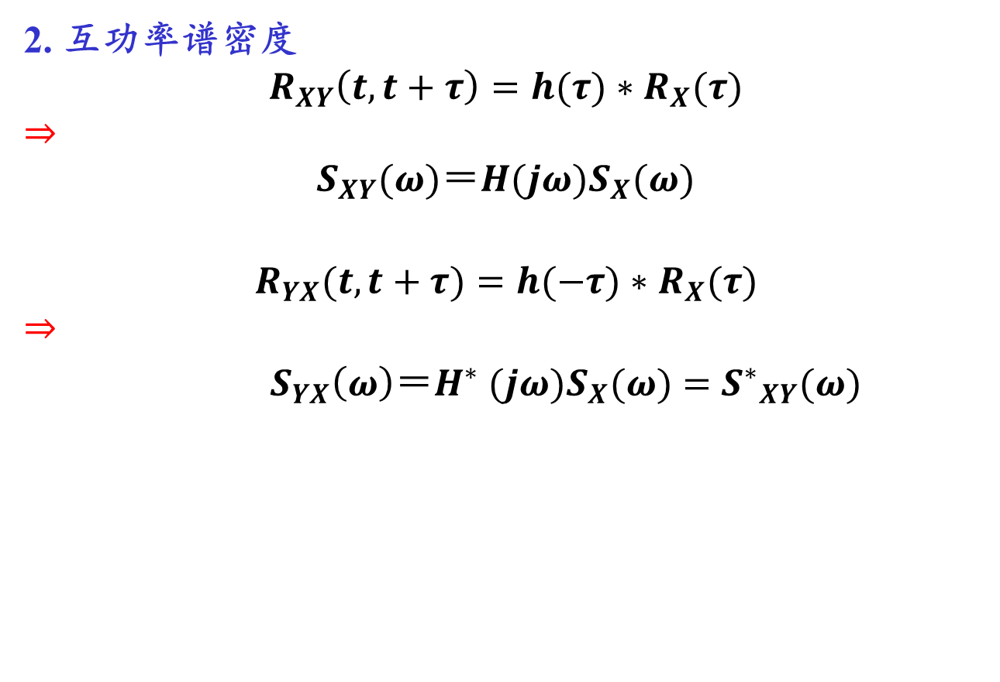 2. 互功率谱密度
R_{XY}(t, t + τ) = h(τ) ∗ R_X(τ)
⇒
S_{XY}(ω)＝H(jω)S_X(ω)
R_{YX}(t, t + τ) = h(−τ) ∗ R_X(τ)
⇒
S_{YX}(ω)＝H^* (jω)S_X(ω) = S^*_{XY}(ω)